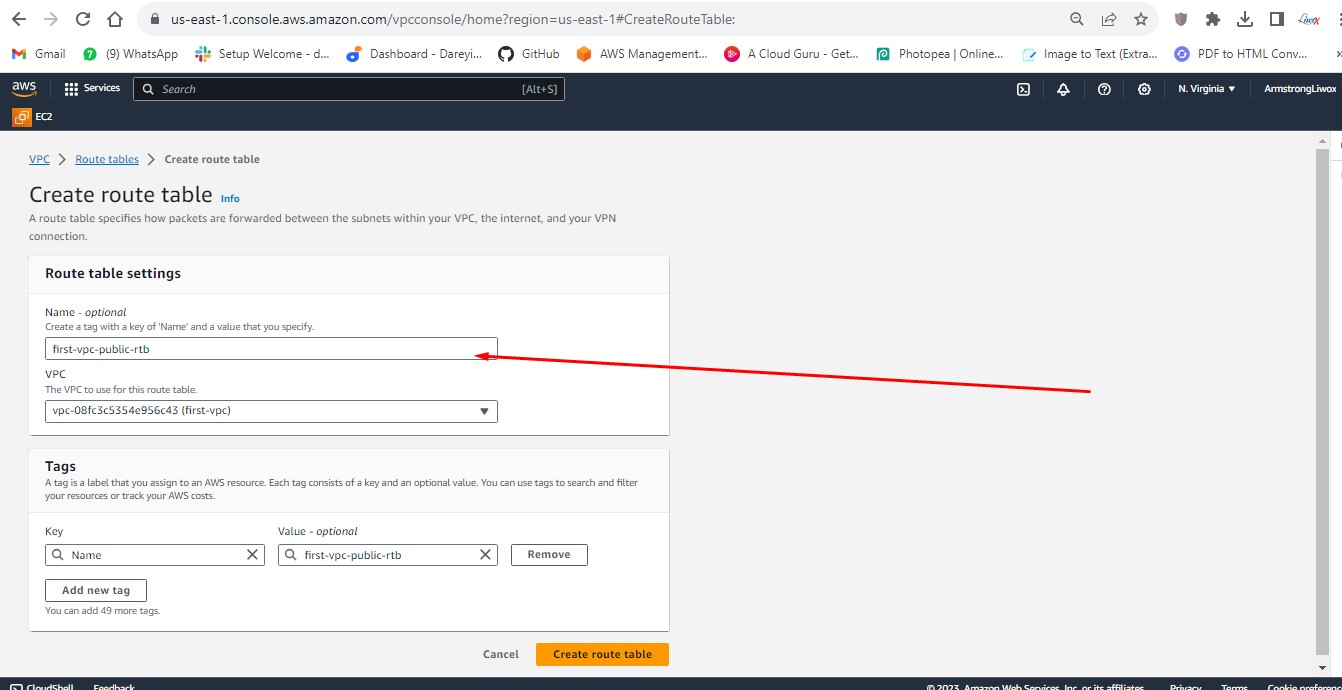 us-east-1.console.aws.amazon.com/vpcconsole/home?region=us-east-1#CreateRouteTable:
Gmail (9) WhatsApp Setup Welcome - d... Dashboard - Dareyi... GitHub AWS Management... A Cloud Guru - Get... Photopea | Online... Image to Text (Extra... PDF to HTML Conv...
aws Services Search [Alt+S] N. Virginia ArmstrongLiwox
EC2
VPC Route tables Create route table
Create route table Info
A route table specifies how packets are forwarded between the subnets within your VPC, the internet, and your VPN
connection.
Route table settings
Name - optional
Create a tag with a key of 'Name' and a value that you specify.
first-vpc-public-rtb
VPC
The VPC to use for this route table.
vpc-08fc3c5354e956c43 (first-vpc)
Tags
A tag is a label that you assign to an AWS resource. Each tag consists of a key and an optional value. You can use tags to search and filter
your resources or track your AWS costs.
Key Value - optional
Name first-vpc-public-rtb Remove
Add new tag
You can add 49 more tags.
Cancel Create route table
CloudShell Feedback © 2023, Amazon Web Services, Inc. or its affiliates. Privacy Terms Cookie preferenc